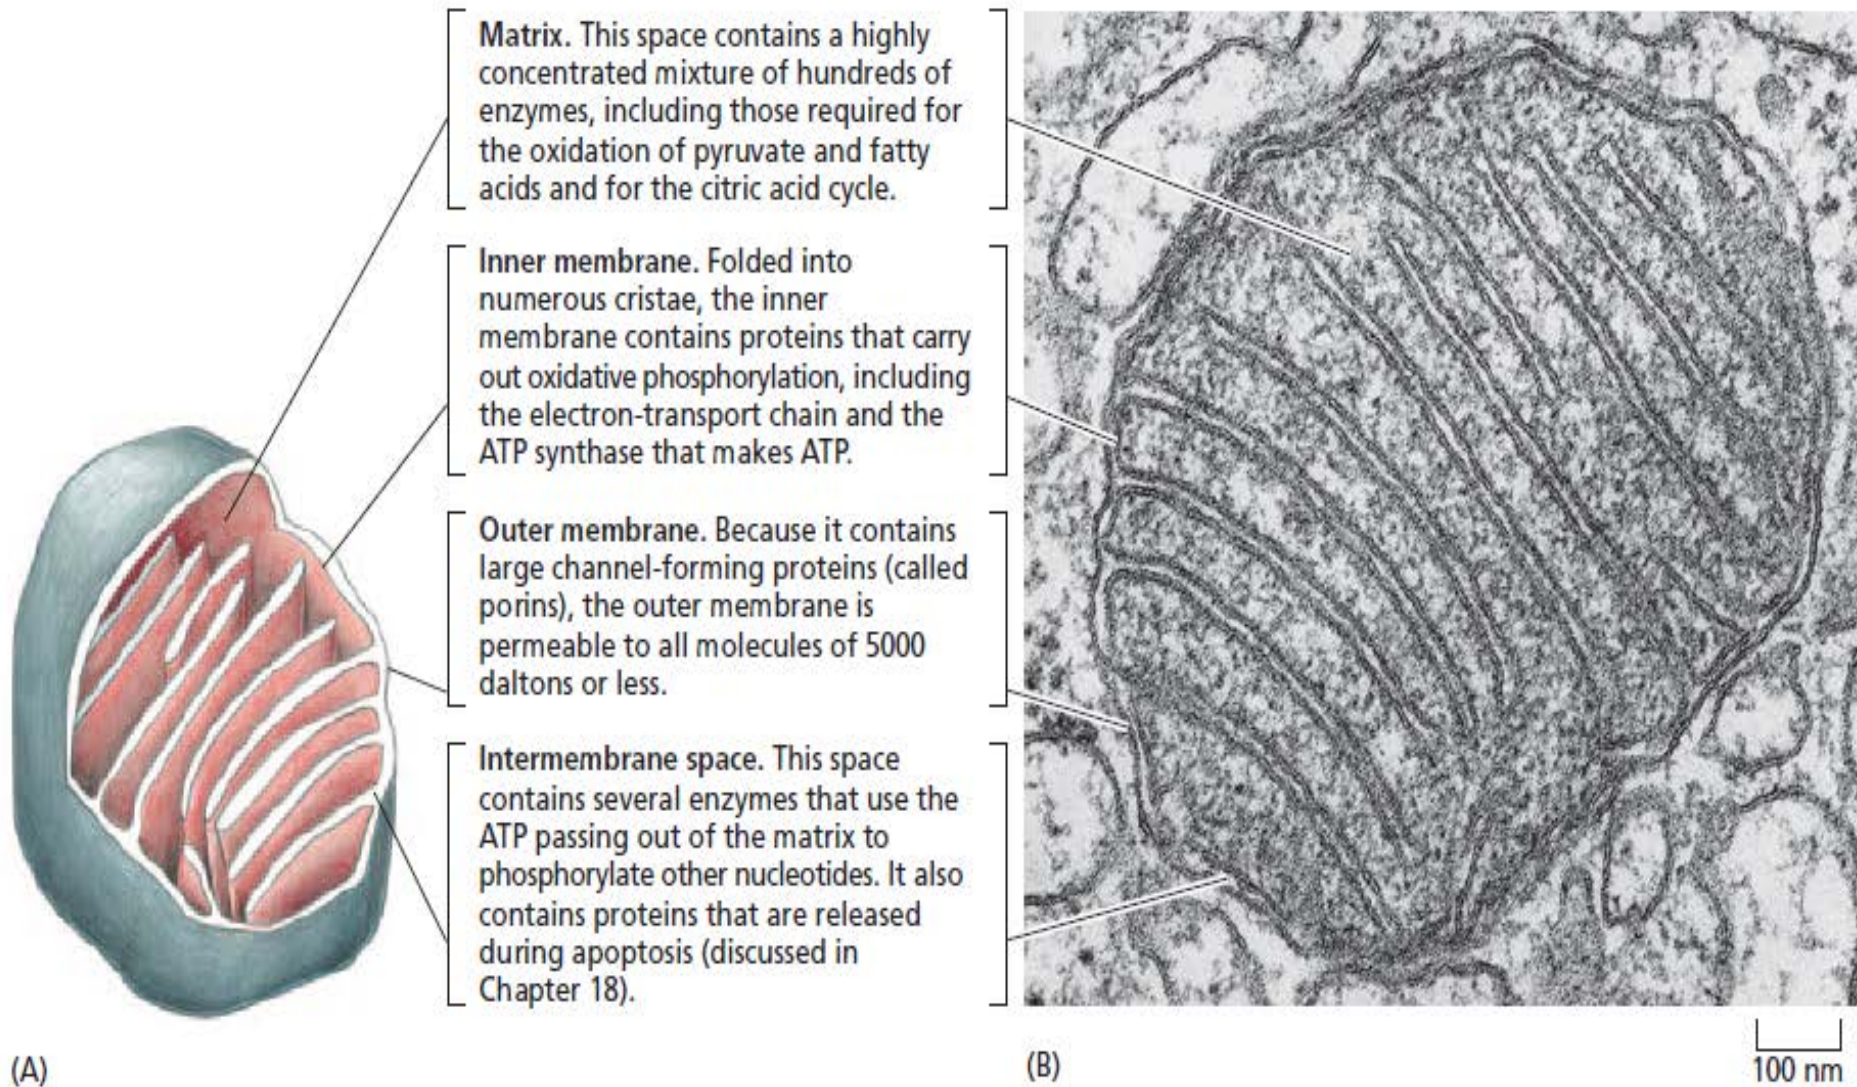 Matrix. This space contains a highly
concentrated mixture of hundreds of
enzymes, including those required for
the oxidation of pyruvate and fatty
acids and for the citric acid cycle.
Inner membrane. Folded into
numerous cristae, the inner
membrane contains proteins that carry
out oxidative phosphorylation, including
the electron-transport chain and the
ATP synthase that makes ATP.
Outer membrane. Because it contains
large channel-forming proteins (called
porins), the outer membrane is
permeable to all molecules of 5000
daltons or less.
Intermembrane space. This space
contains several enzymes that use the
ATP passing out of the matrix to
phosphorylate other nucleotides. It also
contains proteins that are released
during apoptosis (discussed in
Chapter 18).
(A)
(B)
100 nm